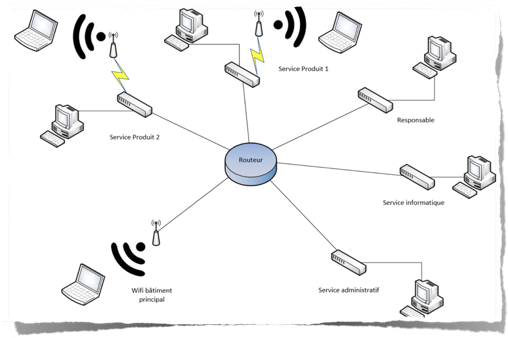 Service Produit 1
Responsable
Service Produit 2
Routeur
Service informatique
Wifi bâtiment
principal
Service administratif